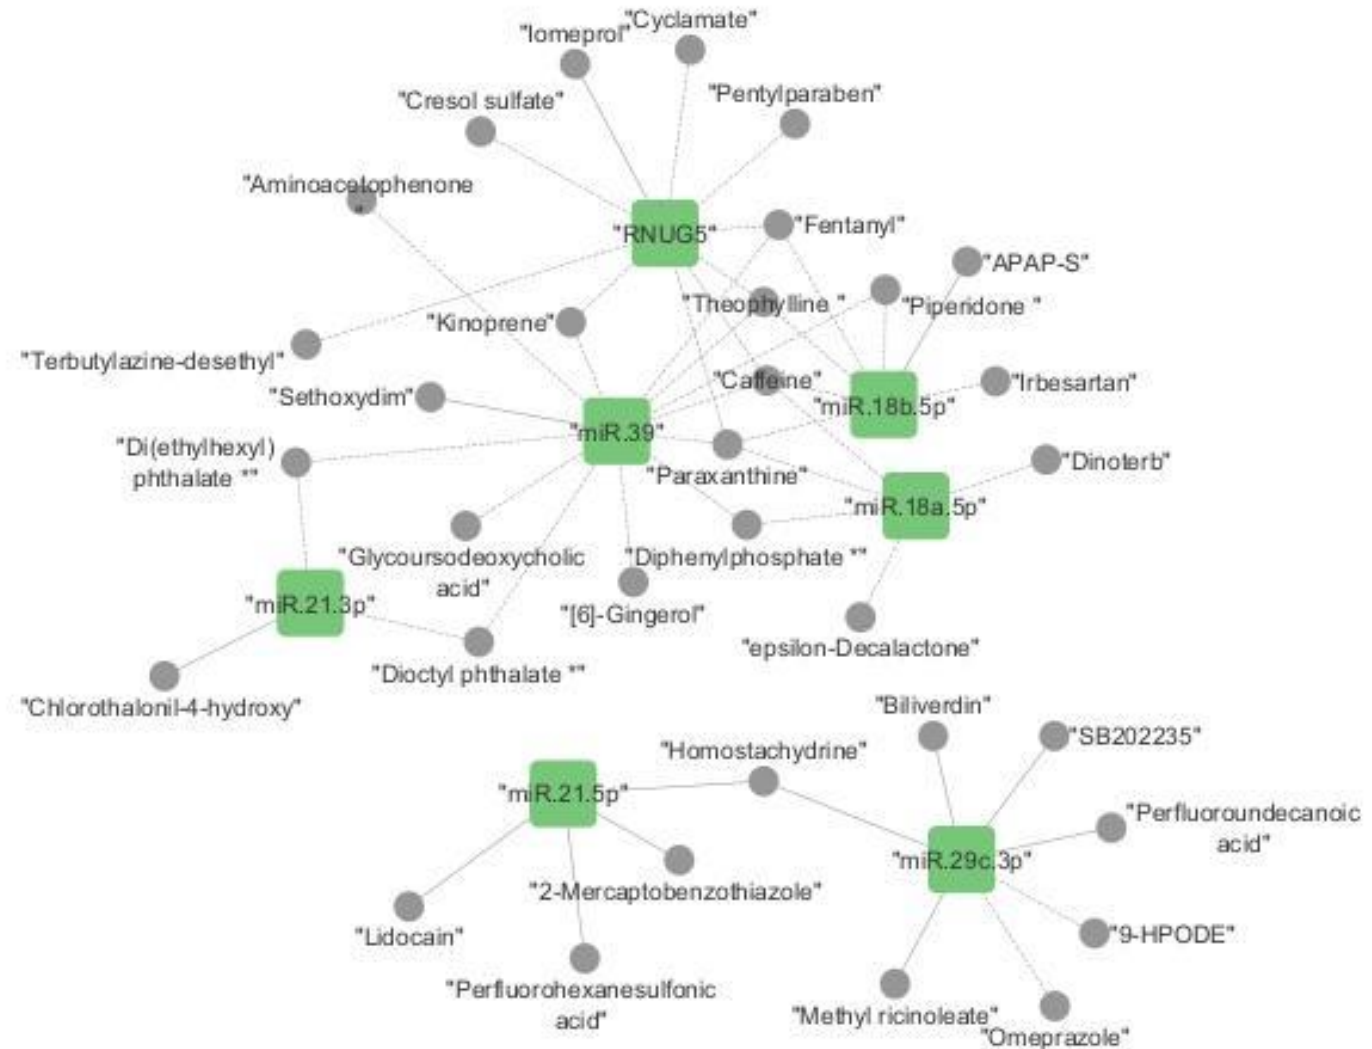 "Cyclamate"
"Iomeprol"
"Pentylparaben"
"Cresol sulfate"
"Aminoacetophenone
"
"RNUG5"
"Fentanyl"
"APAP-S"
"Theophylline "
"Piperidone "
"Kinoprene"
"Terbutylazine-desethyl"
"Caffeine"
"Irbesartan"
"Sethoxydim"
"miR.18b.5p"
"miR.39"
"Di(ethylhexyl)
phthalate *"
"Paraxanthine"
"Dinoterb"
"miR.18a.5p"
"Glycoursodeoxycholic
acid"
"Diphenylphosphate *"
"miR.21.3p"
"[6]-Gingerol"
"epsilon-Decalactone"
"Dioctyl phthalate *"
"Chlorothalonil-4-hydroxy"
"Biliverdin"
"SB202235"
"Homostachydrine"
"miR.21.5p"
"Perfluoroundecanoic
acid"
"miR.29c.3p"
"2-Mercaptobenzothiazole"
"Lidocain"
"9-HPODE"
"Perfluorohexanesulfonic
acid"
"Methyl ricinoleate"
"Omeprazole"